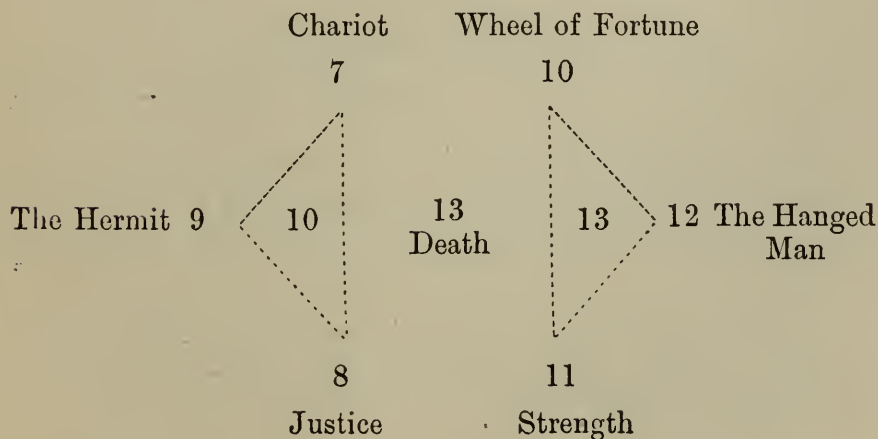 Chariot Wheel of Fortune
7 10
The Hermit 9 10 13 13 12 The Hanged
Death Man
8 11
Justice Strength